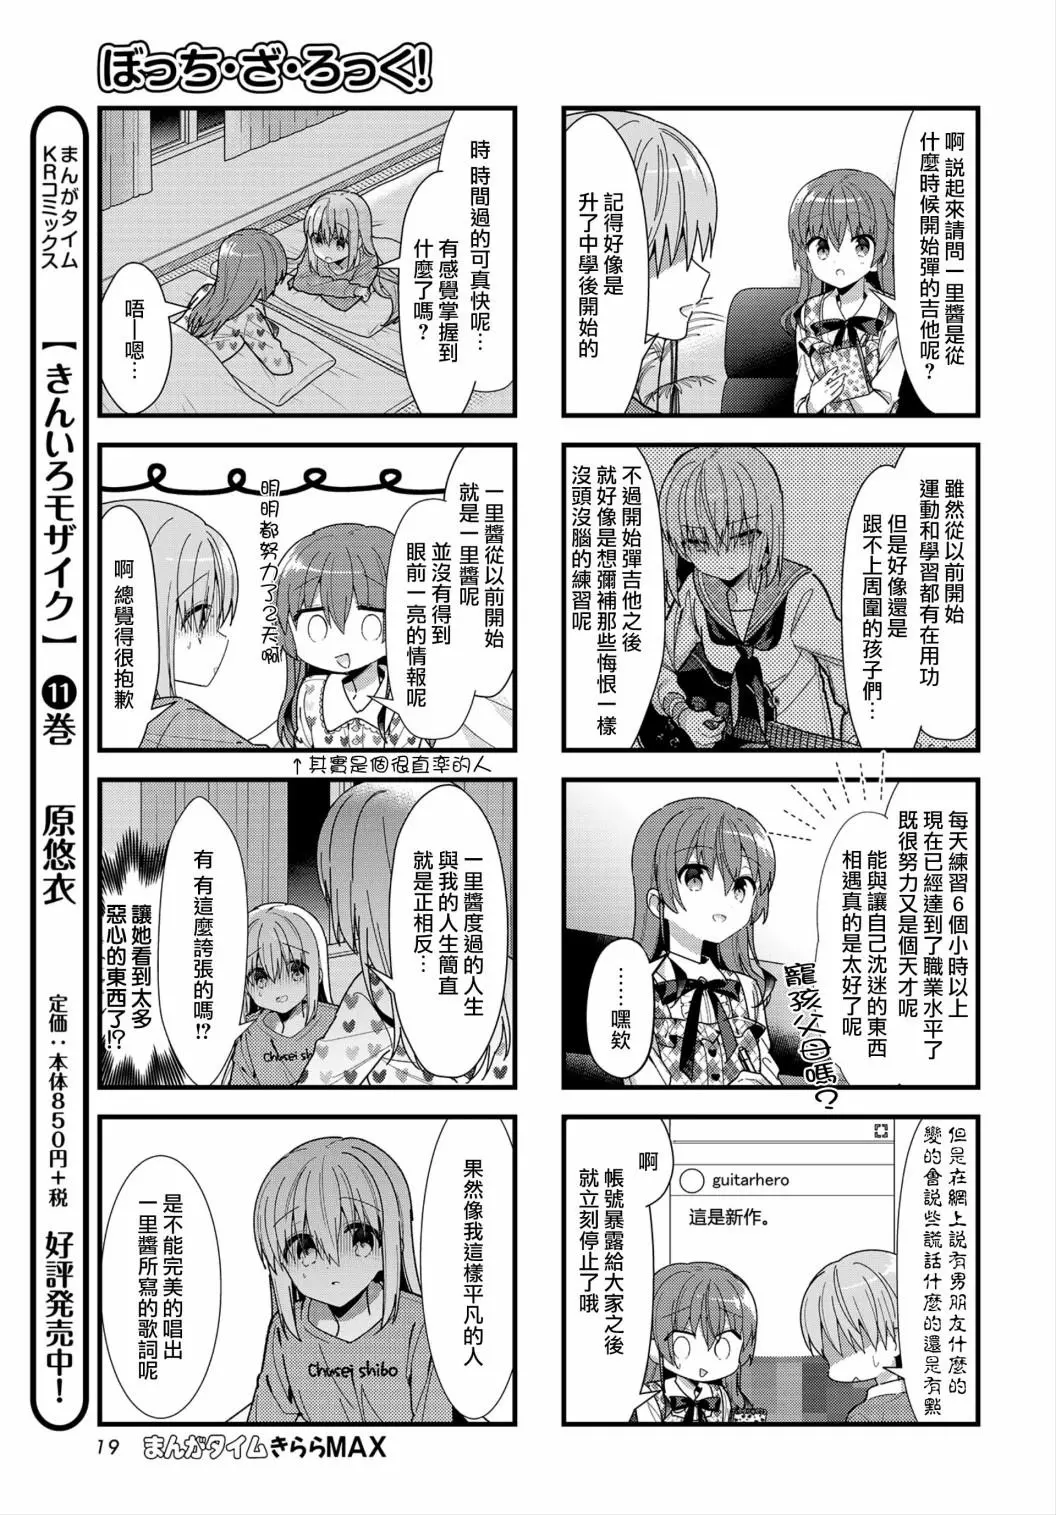 ぼっち・ざ・ろっく!
啊 說起來請問一里醬是從
什麼時候開始彈的吉他呢?
記得好像是
升了中學後開始的
雖然從以前開始
運動和學習都有在用功
但是好像還是
跟不上周圍的孩子們…
不過開始彈吉他之後
就好像是想彌補那些悔恨一樣
沒頭沒腦的練習呢
每天練習6個小時以上
現在已經達到了職業水平了
既很努力又是個天才呢
能與讓自己沈迷的東西
相遇真的是太好了呢
寵孩父母嗎?
……嘿欸
但是在網上說有男朋友什麼的
變的會說些謊話什麼的還是有點
guitarhero
這是新作。
啊
帳號暴露給大家之後
就立刻停止了哦
時 時間過的可真快呢…
有感覺掌握到
什麼了嗎?
唔—嗯…
一里醬從以前開始
就是一里醬呢
並沒有得到
眼前一亮的情報呢
明明都努力了2天啊
啊 總覺得很抱歉
↑其實是個很直率的人
一里醬度過的人生
與我的人生簡直
就是正相反…
有 有這麼誇張的嗎!?
讓她看到太多
惡心的東西了!?
Chusei shibo
果然像我這樣平凡的人
是不能完美的唱出
一里醬所寫的歌詞呢
Chusei shibo
まんがタイム
KRコミックス
【きんいろモザイク】⓫巻 原悠衣
定価：本体850円+税 好評発売中!
19 まんがタイムきららMAX